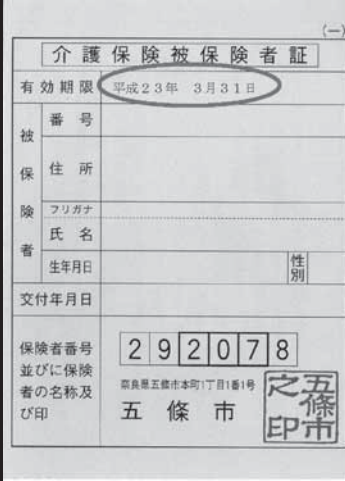 (一)
介護保険被保険者証
有効期限 平成23年 3月31日
被保険者
番号
住所
フリガナ
氏名
生年月日 性別
交付年月日
保険者番号
並びに保険
者の名称及
び印
292078
奈良県五條市本町1丁目1番1号
五條市
五條市
之印